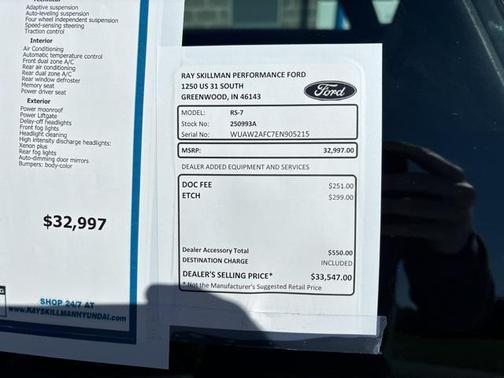 Adaptive suspension
Auto-leveling suspension
Four wheel independent suspension
Speed-sensing steering
Traction control
Interior
Air Conditioning
Automatic temperature control
Front dual zone A/C
Rear air conditioning
Rear dual zone A/C
Rear window defroster
Memory seat
Power driver seat
Exterior
Power moonroof
Power Liftgate
Delay-off headlights
Front fog lights
Heated door mirrors
High intensity discharge headlights:
Xenon plus
Rear fog lights
Auto-dimming door mirrors
Bumpers: body-color
$32,997
SHOP 24/7 AT
www.RAYSKILLMANHYUNDAI.com
RAY SKILLMAN PERFORMANCE FORD
1250 US 31 SOUTH
GREENWOOD, IN 46143
Ford
MODEL: RS-7
Stock No: 250993A
Serial No: WUAW2AFC7EN905215
MSRP: 32,997.00
DEALER ADDED EQUIPMENT AND SERVICES
DOC FEE $251.00
ETCH $299.00
Dealer Accessory Total $550.00
DESTINATION CHARGE INCLUDED
DEALER'S SELLING PRICE* $33,547.00
* Not the Manufacturer's Suggested Retail Price